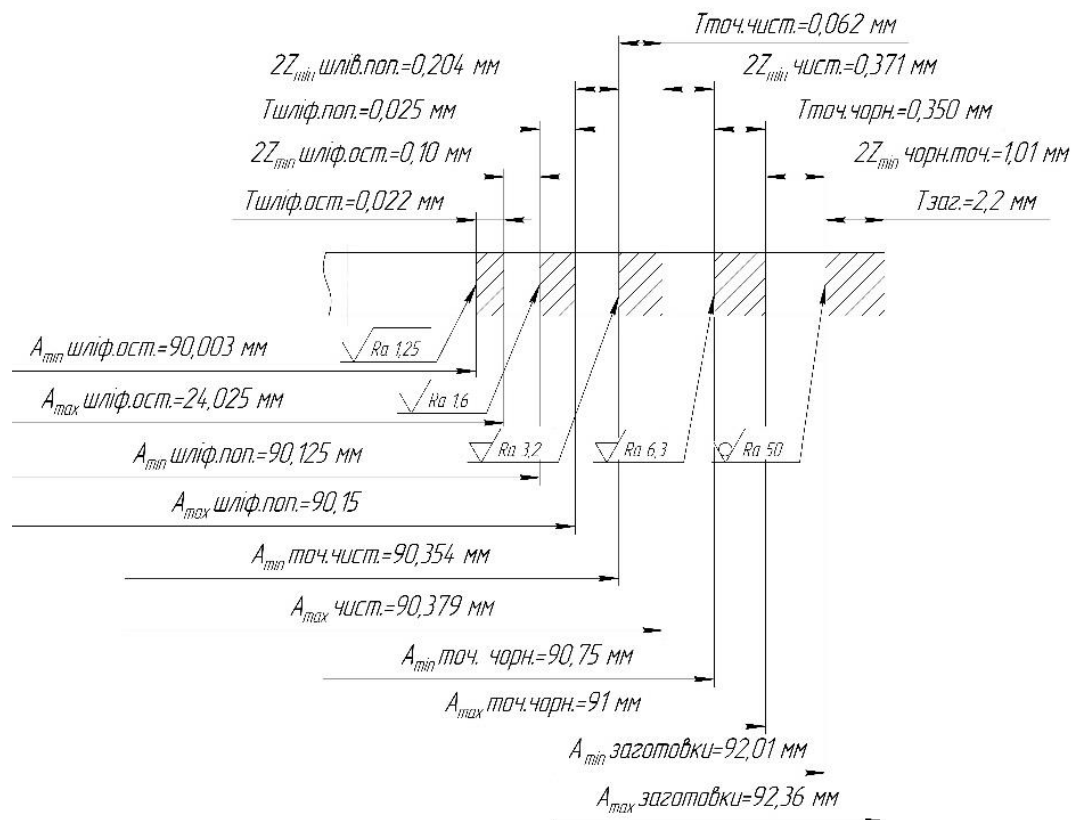 Тточ.чист.=0,062 мм
2Zmin шлів.поп.=0,204 мм
2Zmin чист.=0,371 мм
Тшліф.поп.=0,025 мм
Тточ.чорн.=0,350 мм
2Zmin шліф.ост.=0,10 мм
2Zmin чорн.точ.=1,01 мм
Тшліф.ост.=0,022 мм
Тзаг.=2,2 мм
Amin шліф.ост.=90,003 мм
Ra 1,25
Amax шліф.ост.=24,025 мм
Ra 1,6
Amin шліф.поп.=90,125 мм
Ra 3,2
Ra 6,3
Ra 50
Amax шліф.поп.=90,15
Amin точ.чист.=90,354 мм
Amax чист.=90,379 мм
Amin точ. чорн.=90,75 мм
Amax точ.чорн.=91 мм
Amin заготовки=92,01 мм
Amax заготовки=92,36 мм